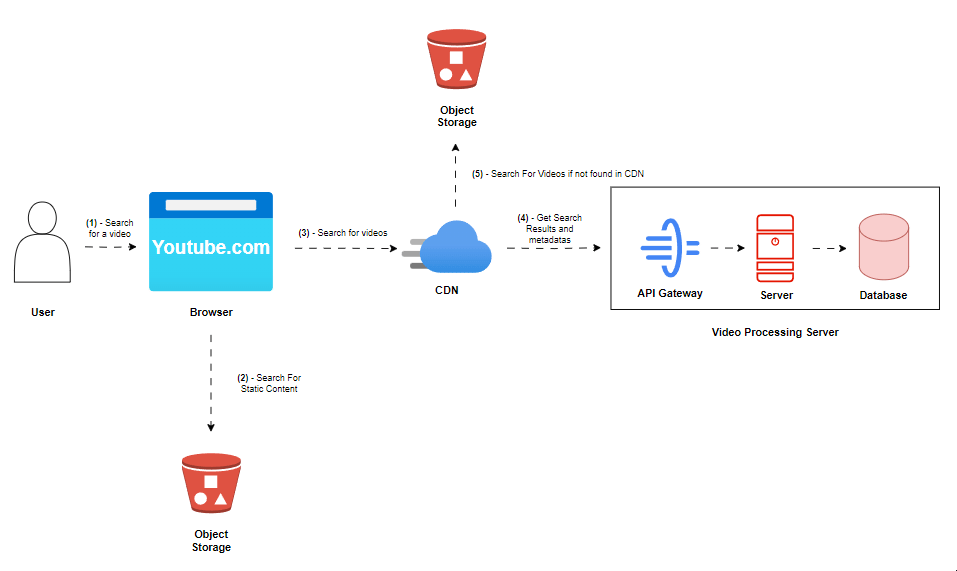 Object
Storage
(5) - Search For Videos if not found in CDN
(1) - Search
for a video
Youtube.com
(3) - Search for videos
(4) - Get Search
Results and
metadatas
CDN
API Gateway
Server
Database
User
Browser
Video Processing Server
(2) - Search For
Static Content
Object
Storage